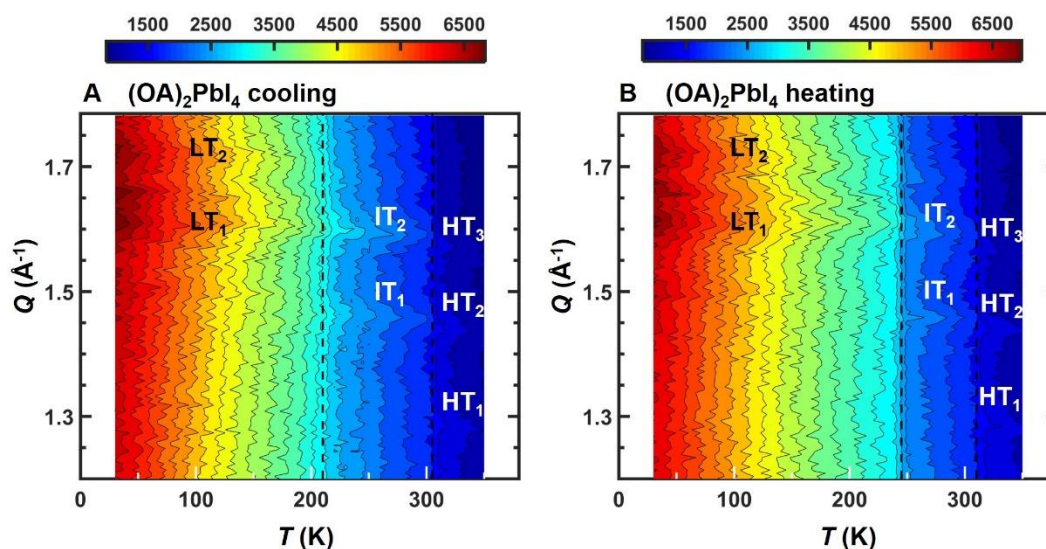 1500 2500 3500 4500 5500 6500
A (OA)₂PbI₄ cooling
LT₂
LT₁
IT₂
IT₁
HT₃
HT₂
HT₁
1.7
1.5
1.3
Q (Å⁻¹)
0 100 200 300
T (K)
1500 2500 3500 4500 5500 6500
B (OA)₂PbI₄ heating
LT₂
LT₁
IT₂
IT₁
HT₃
HT₂
HT₁
1.7
1.5
1.3
Q (Å⁻¹)
0 100 200 300
T (K)